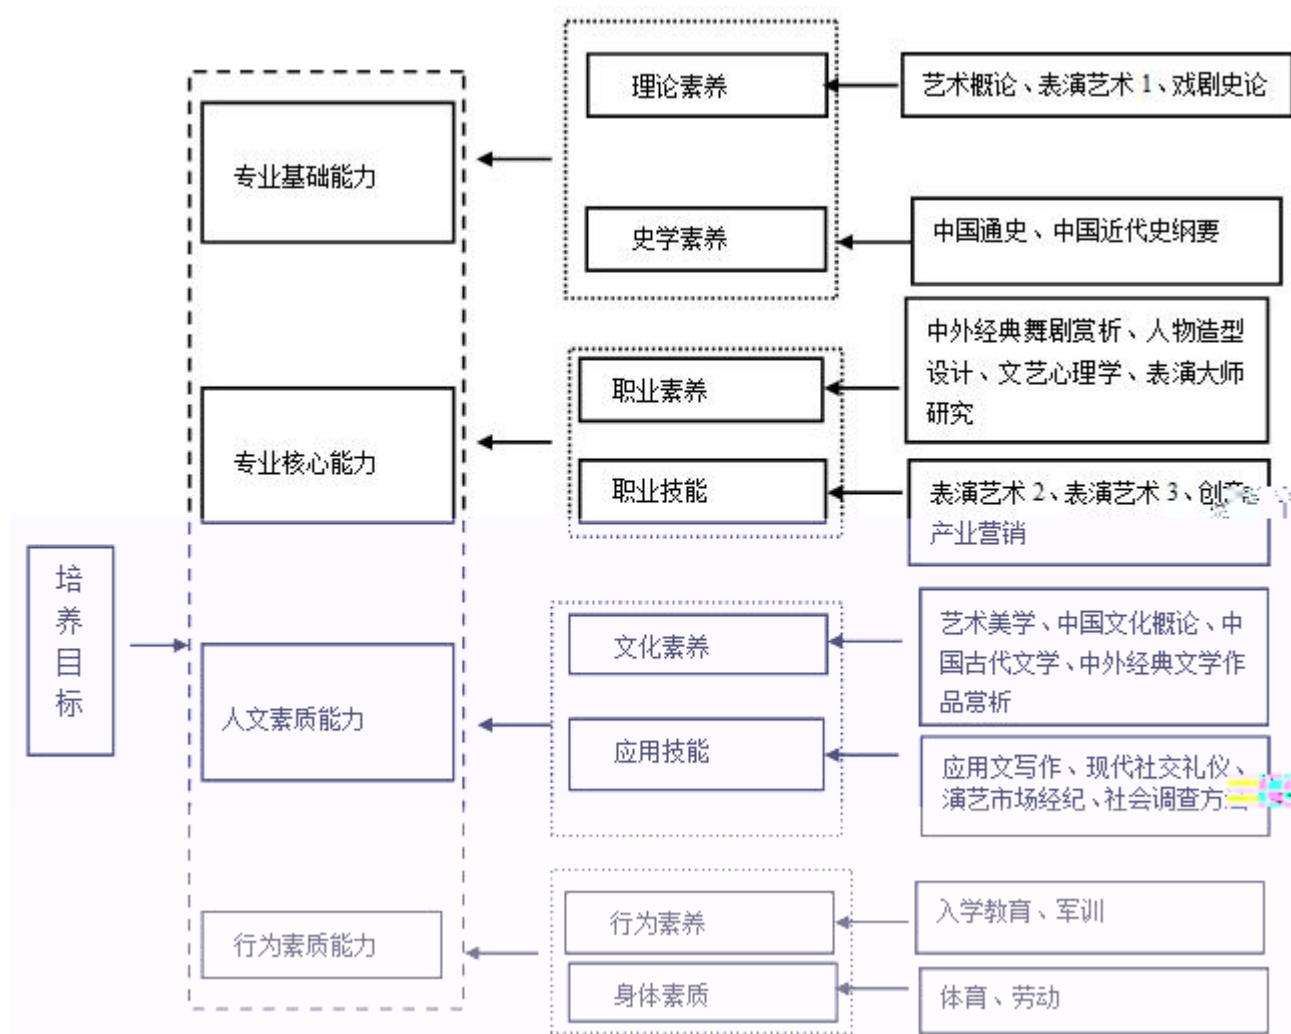 理论素养
艺术概论、表演艺术 1、戏剧史论
专业基础能力
史学素养
中国通史、中国近代史纲要
中外经典舞剧赏析、人物造型
设计、文艺心理学、表演大师
研究
职业素养
专业核心能力
职业技能
表演艺术 2、表演艺术 3、创意
产业营销
培
养
目
标
文化素养
艺术美学、中国文化概论、中
国古代文学、中外经典文学作
品赏析
人文素质能力
应用技能
应用文写作、现代社交礼仪、
演艺市场经纪、社会调查方
行为素养
入学教育、军训
行为素质能力
身体素质
体育、劳动